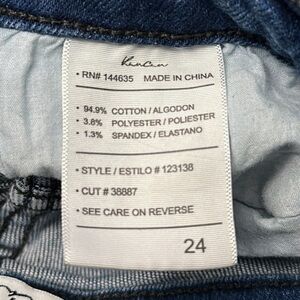 KanCan
• RN# 144635 MADE IN CHINA
• 94.9% COTTON / ALGODON
• 3.8% POLYESTER / POLIESTER
• 1.3% SPANDEX / ELASTANO
• STYLE / ESTILO # 123138
• CUT # 38887
• SEE CARE ON REVERSE
24